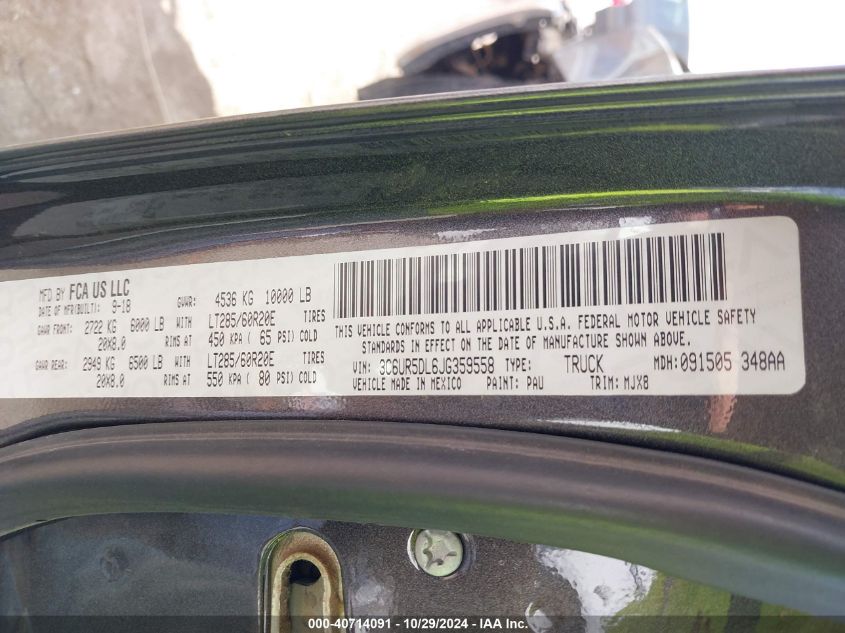 MFD BY FCA US LLC
DATE OF MFR(BUILT): 9-18
GVWR: 4536 KG 10000 LB
GAWR FRONT: 2722 KG 6000 LB WITH LT285/60R20E TIRES
20X8.0 RIMS AT 450 KPA ( 65 PSI) COLD
GAWR REAR: 2949 KG 6500 LB WITH LT285/60R20E TIRES
20X8.0 RIMS AT 550 KPA ( 80 PSI) COLD
THIS VEHICLE CONFORMS TO ALL APPLICABLE U.S.A. FEDERAL MOTOR VEHICLE SAFETY
STANDARDS IN EFFECT ON THE DATE OF MANUFACTURE SHOWN ABOVE.
VIN: 3C6UR5DL6JG359558 TYPE: TRUCK MDH: 091505 348AA
VEHICLE MADE IN MEXICO PAINT: PAU TRIM: MJX8
000-40714091 - 10/29/2024 - IAA Inc.